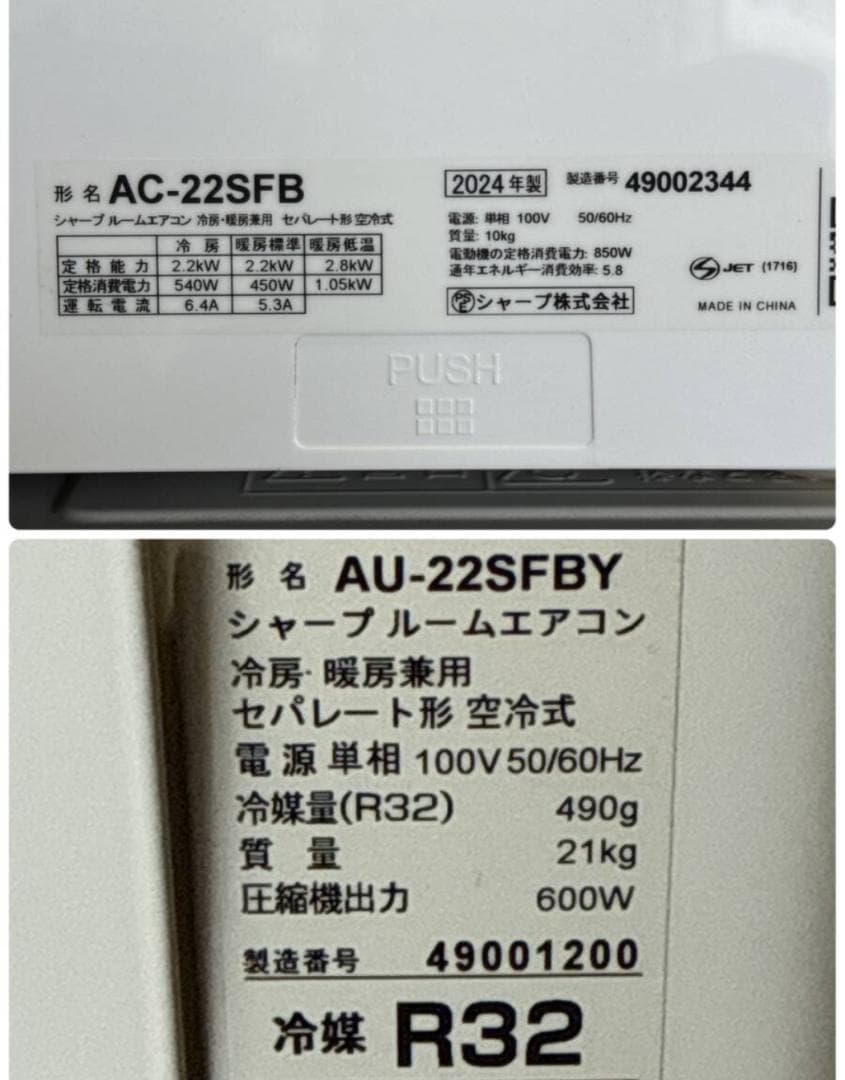 形名 AC-22SFB
シャープ ルームエアコン 冷房・暖房兼用 セパレート形 空冷式
冷房 暖房標準 暖房低温
定格能力 2.2kW 2.2kW 2.8kW
定格消費電力 540W 450W 1.05kW
運転電流 6.4A 5.3A
2024年製 製造番号 49002344
電源: 単相 100V 50/60Hz
質量: 10kg
電動機の定格消費電力: 850W
通年エネルギー消費効率: 5.8
PSE シャープ株式会社
JET (1716)
MADE IN CHINA
PUSH
形名 AU-22SFBY
シャープ ルームエアコン
冷房・暖房兼用
セパレート形 空冷式
電源 単相 100V 50/60Hz
冷媒量(R32) 490g
質量 21kg
圧縮機出力 600W
製造番号 49001200
冷媒 R32